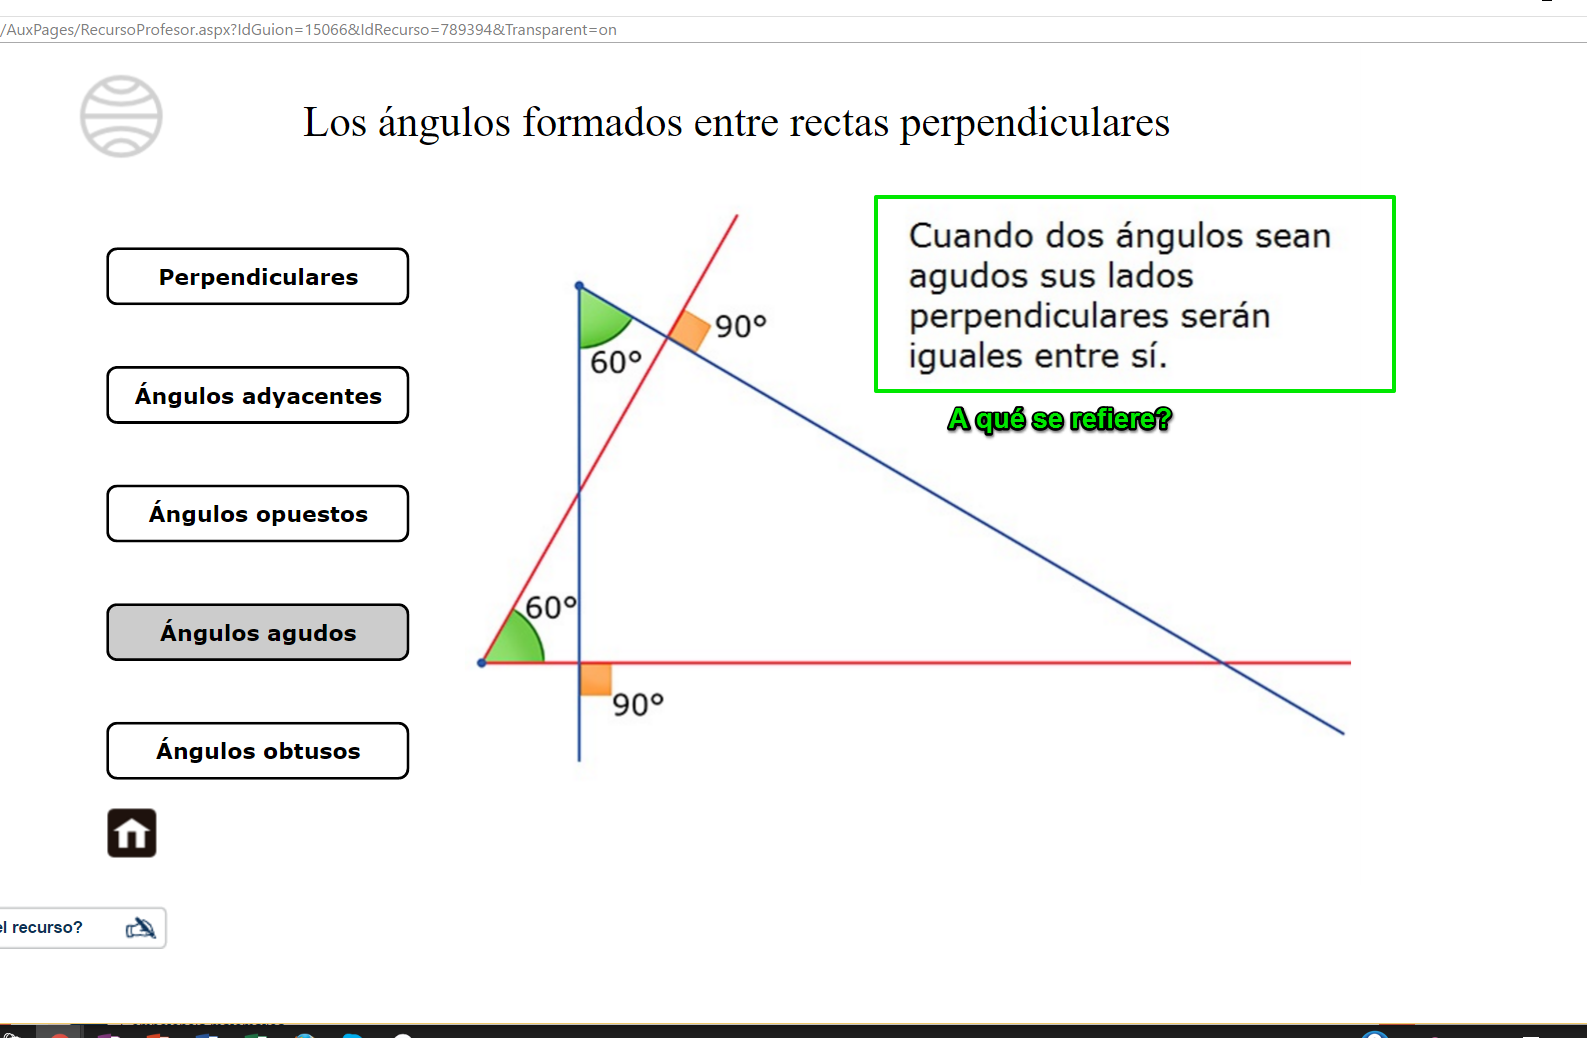 /AuxPages/RecursoProfesor.aspx?IdGuion=15066&IdRecurso=789394&Transparent=on
Los ángulos formados entre rectas perpendiculares
Perpendiculares
Ángulos adyacentes
Ángulos opuestos
Ángulos agudos
Ángulos obtusos
Cuando dos ángulos sean
agudos sus lados
perpendiculares serán
iguales entre sí.
A qué se refiere?
90°
60°
60°
90°
el recurso?